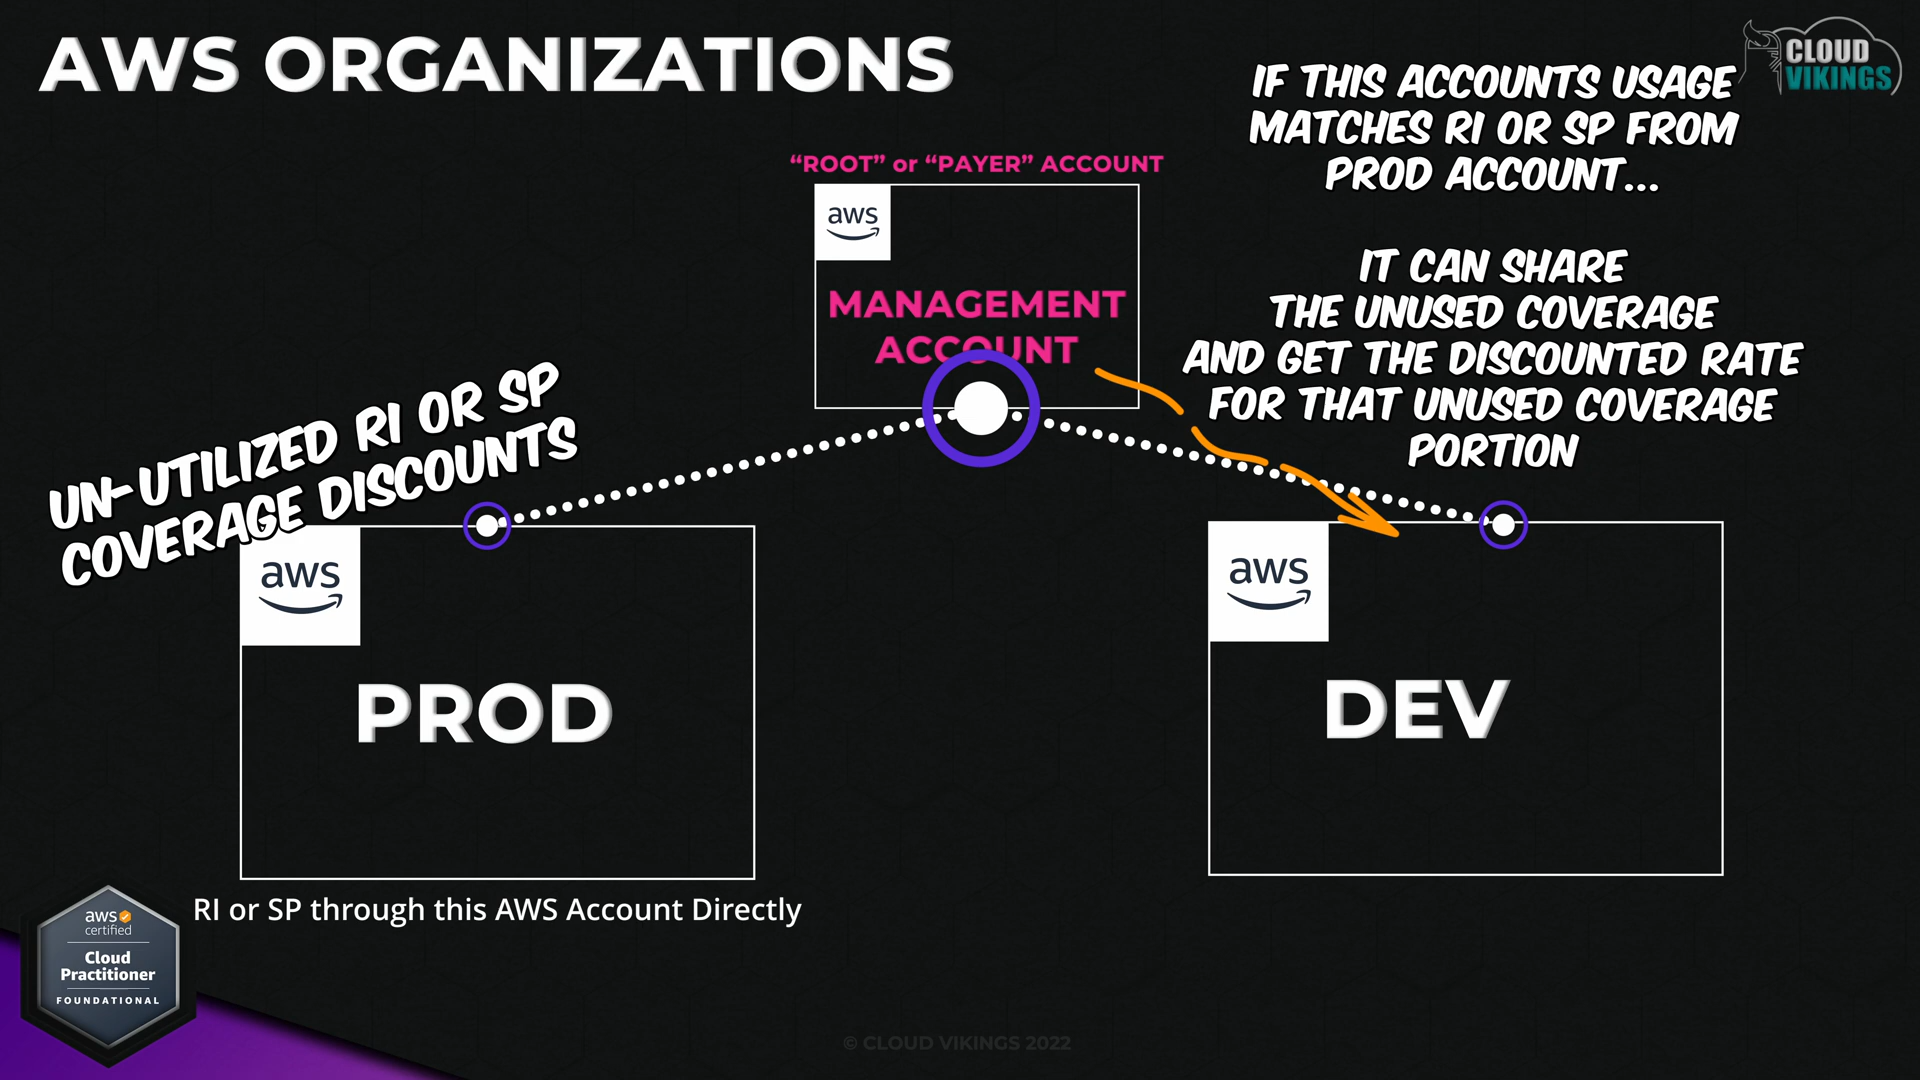 AWS ORGANIZATIONS
CLOUD
VIKINGS
IF THIS ACCOUNTS USAGE
MATCHES RI OR SP FROM
PROD ACCOUNT...
“ROOT” or “PAYER” ACCOUNT
aws
MANAGEMENT
ACCOUNT
IT CAN SHARE
THE UNUSED COVERAGE
AND GET THE DISCOUNTED RATE
FOR THAT UNUSED COVERAGE
PORTION
UN-UTILIZED RI OR SP
COVERAGE DISCOUNTS
aws
PROD
aws
DEV
RI or SP through this AWS Account Directly
aws
certified
Cloud
Practitioner
FOUNDATIONAL
© CLOUD VIKINGS 2022